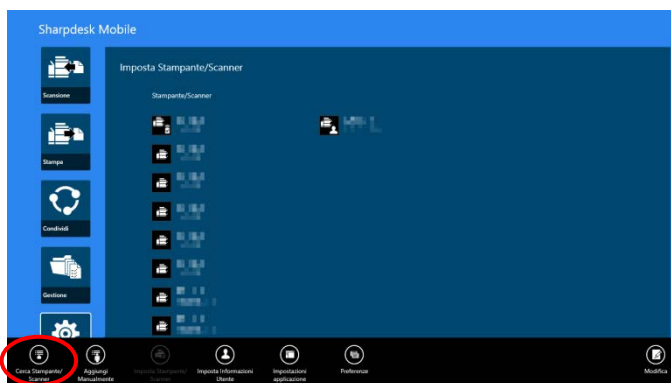 Sharpdesk Mobile
Scansione
Stampa
Condividi
Gestione
Imposta Stampante/Scanner
Stampante/Scanner
Cerca Stampante/
Scanner
Aggiungi
Manualmente
Imposta Stampante/
Scanner
Imposta Informazioni
Utente
Impostazioni
applicazione
Preferenze
Modifica